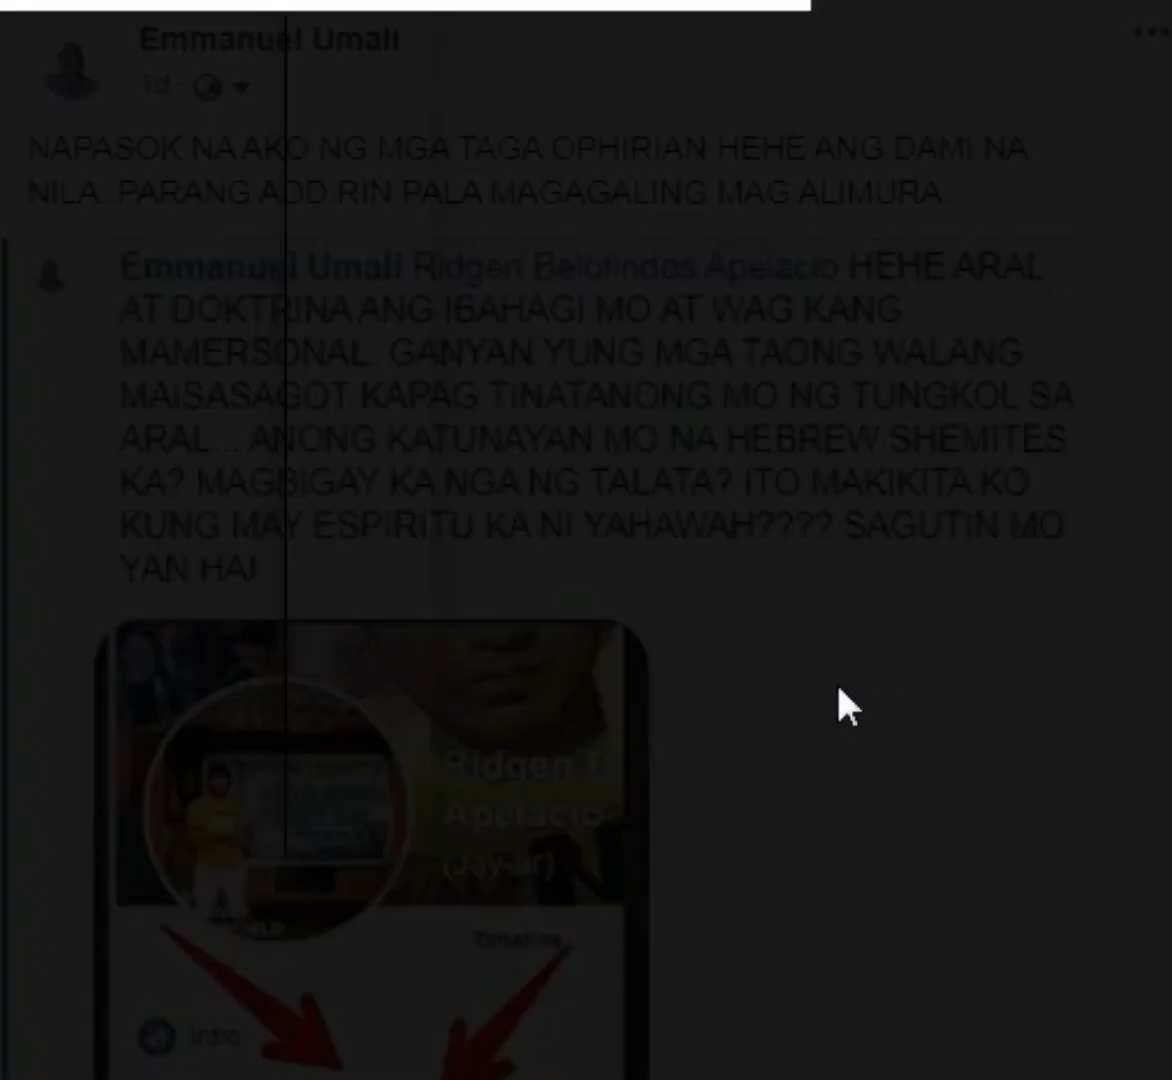 Emmanuel Umali
1d
NAPASOK NA AKO NG MGA TAGA OPHIRIAN HEHE ANG DAMI NA
NILA. PARANG ADD RIN PALA MAGAGALING MAG ALIMURA
Emmanuel Umali Ridgen Belotindos Apelacio HEHE ARAL
AT DOKTRINA ANG IBAHAGI MO AT WAG KANG
MAMERSONAL. GANYAN YUNG MGA TAONG WALANG
MAISASAGOT KAPAG TINATANONG MO NG TUNGKOL SA
ARAL... ANONG KATUNAYAN MO NA HEBREW SHEMITES
KA? MAGBIGAY KA NGA NG TALATA? ITO MAKIKITA KO
KUNG MAY ESPIRITU KA NI YAHAWAH???? SAGUTIN MO
YAN HA!
Ridgen
Apelacio
(Jay-ar)
Timeline
Intro